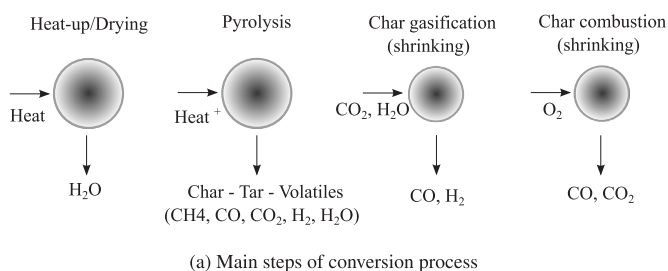 Heat-up/Drying
Heat
H₂O
Pyrolysis
Heat ⁺
Char - Tar - Volatiles
(CH4, CO, CO₂, H₂, H₂O)
Char gasification
(shrinking)
CO₂, H₂O
CO, H₂
Char combustion
(shrinking)
O₂
CO, CO₂
(a) Main steps of conversion process